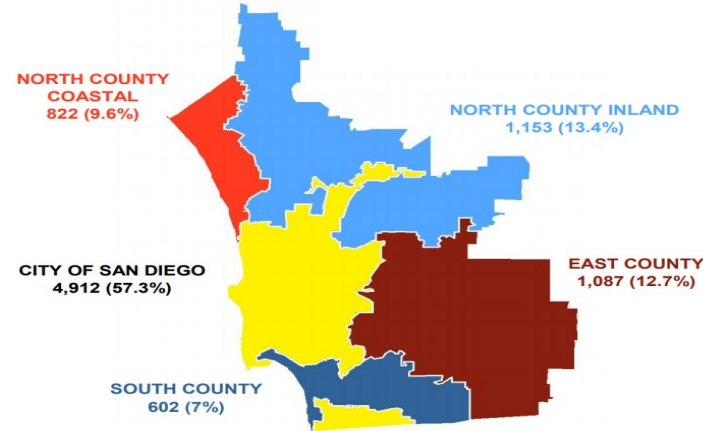 NORTH COUNTY
COASTAL
822 (9.6%)
NORTH COUNTY INLAND
1,153 (13.4%)
CITY OF SAN DIEGO
4,912 (57.3%)
EAST COUNTY
1,087 (12.7%)
SOUTH COUNTY
602 (7%)